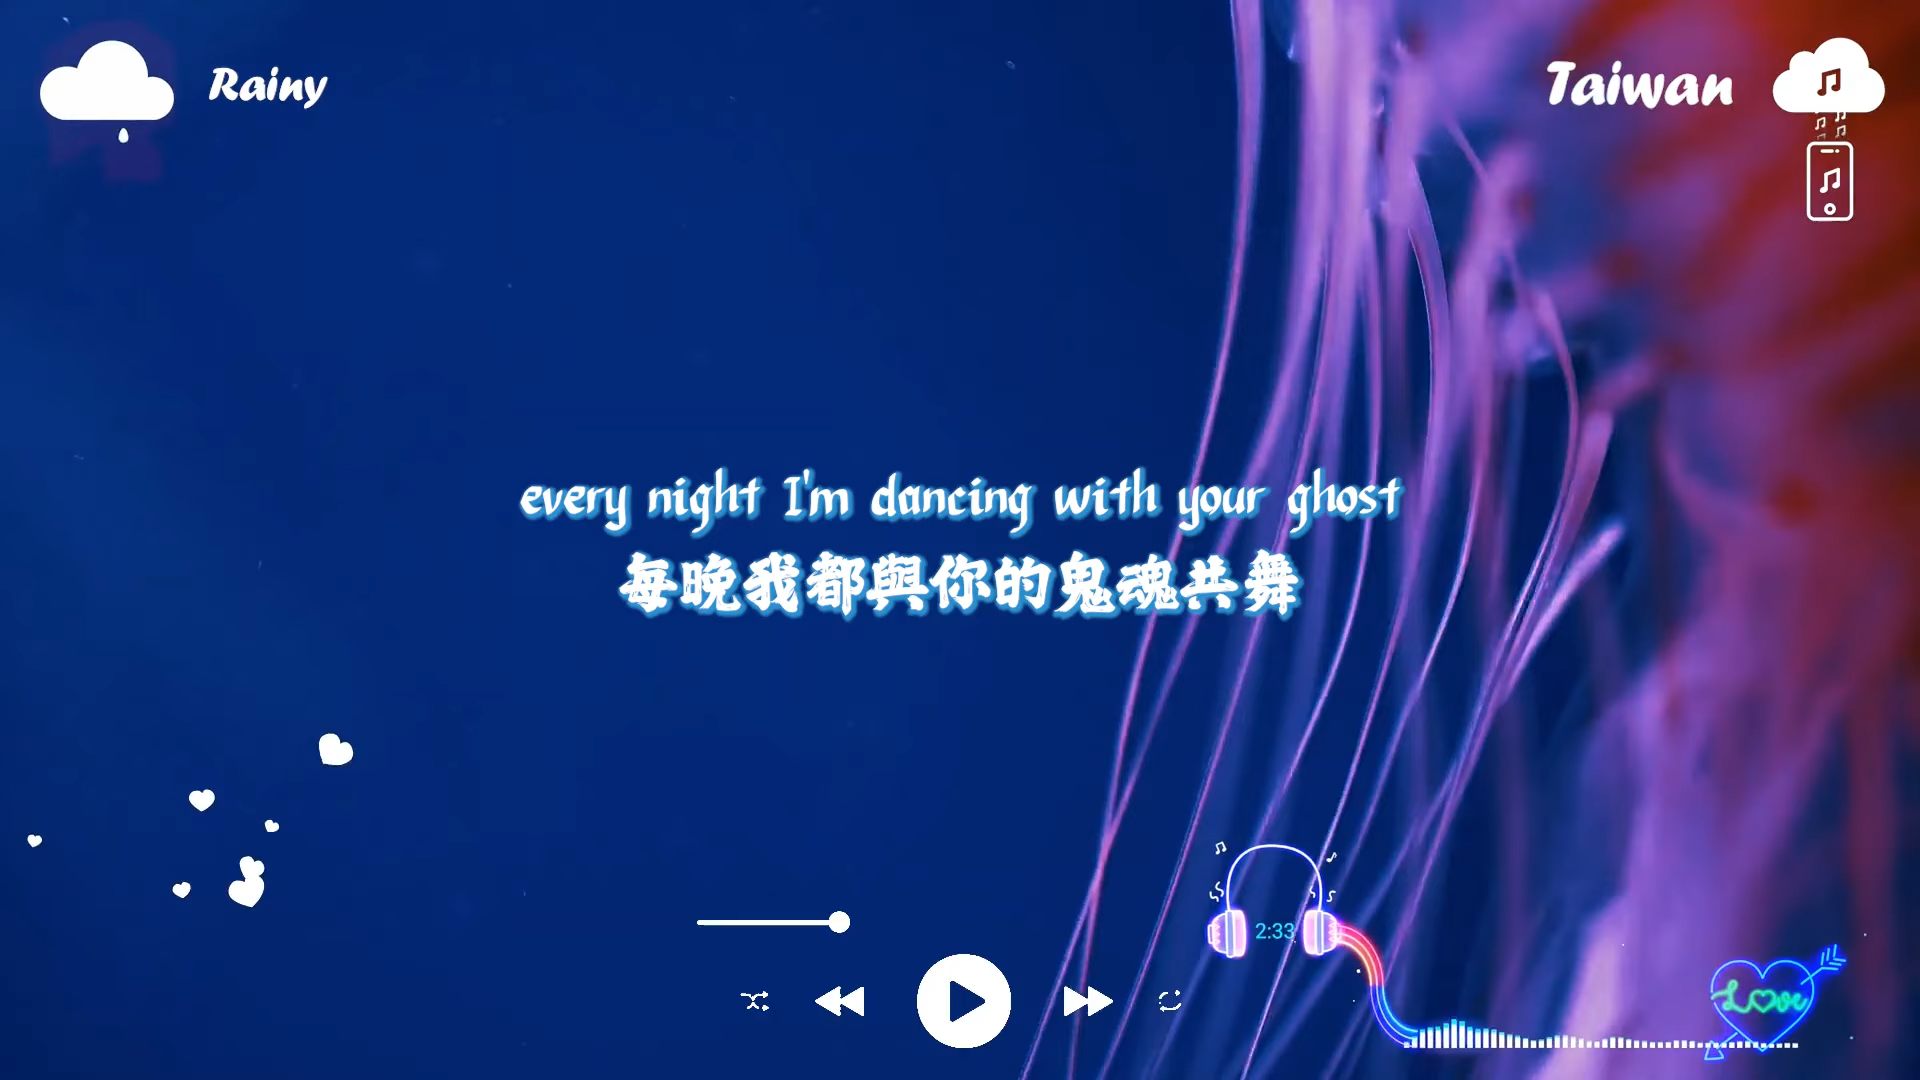 Rainy
Taiwan
every night I'm dancing with your ghost
每晚我都與你的鬼魂共舞
2:33
Love